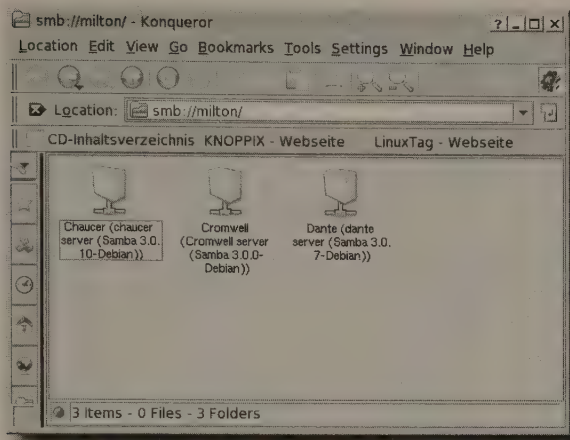 smb://milton/ - Konqueror
Location Edit View Go Bookmarks Tools Settings Window Help
Location: smb://milton/
CD-Inhaltsverzeichnis KNOPPIX - Webseite LinuxTag - Webseite
Chaucer (chaucer
server (Samba 3.0.
10-Debian))
Cromwell
(Cromwell server
(Samba 3.0.0-
Debian))
Dante (dante
server (Samba 3.0.
7-Debian))
3 Items - 0 Files - 3 Folders